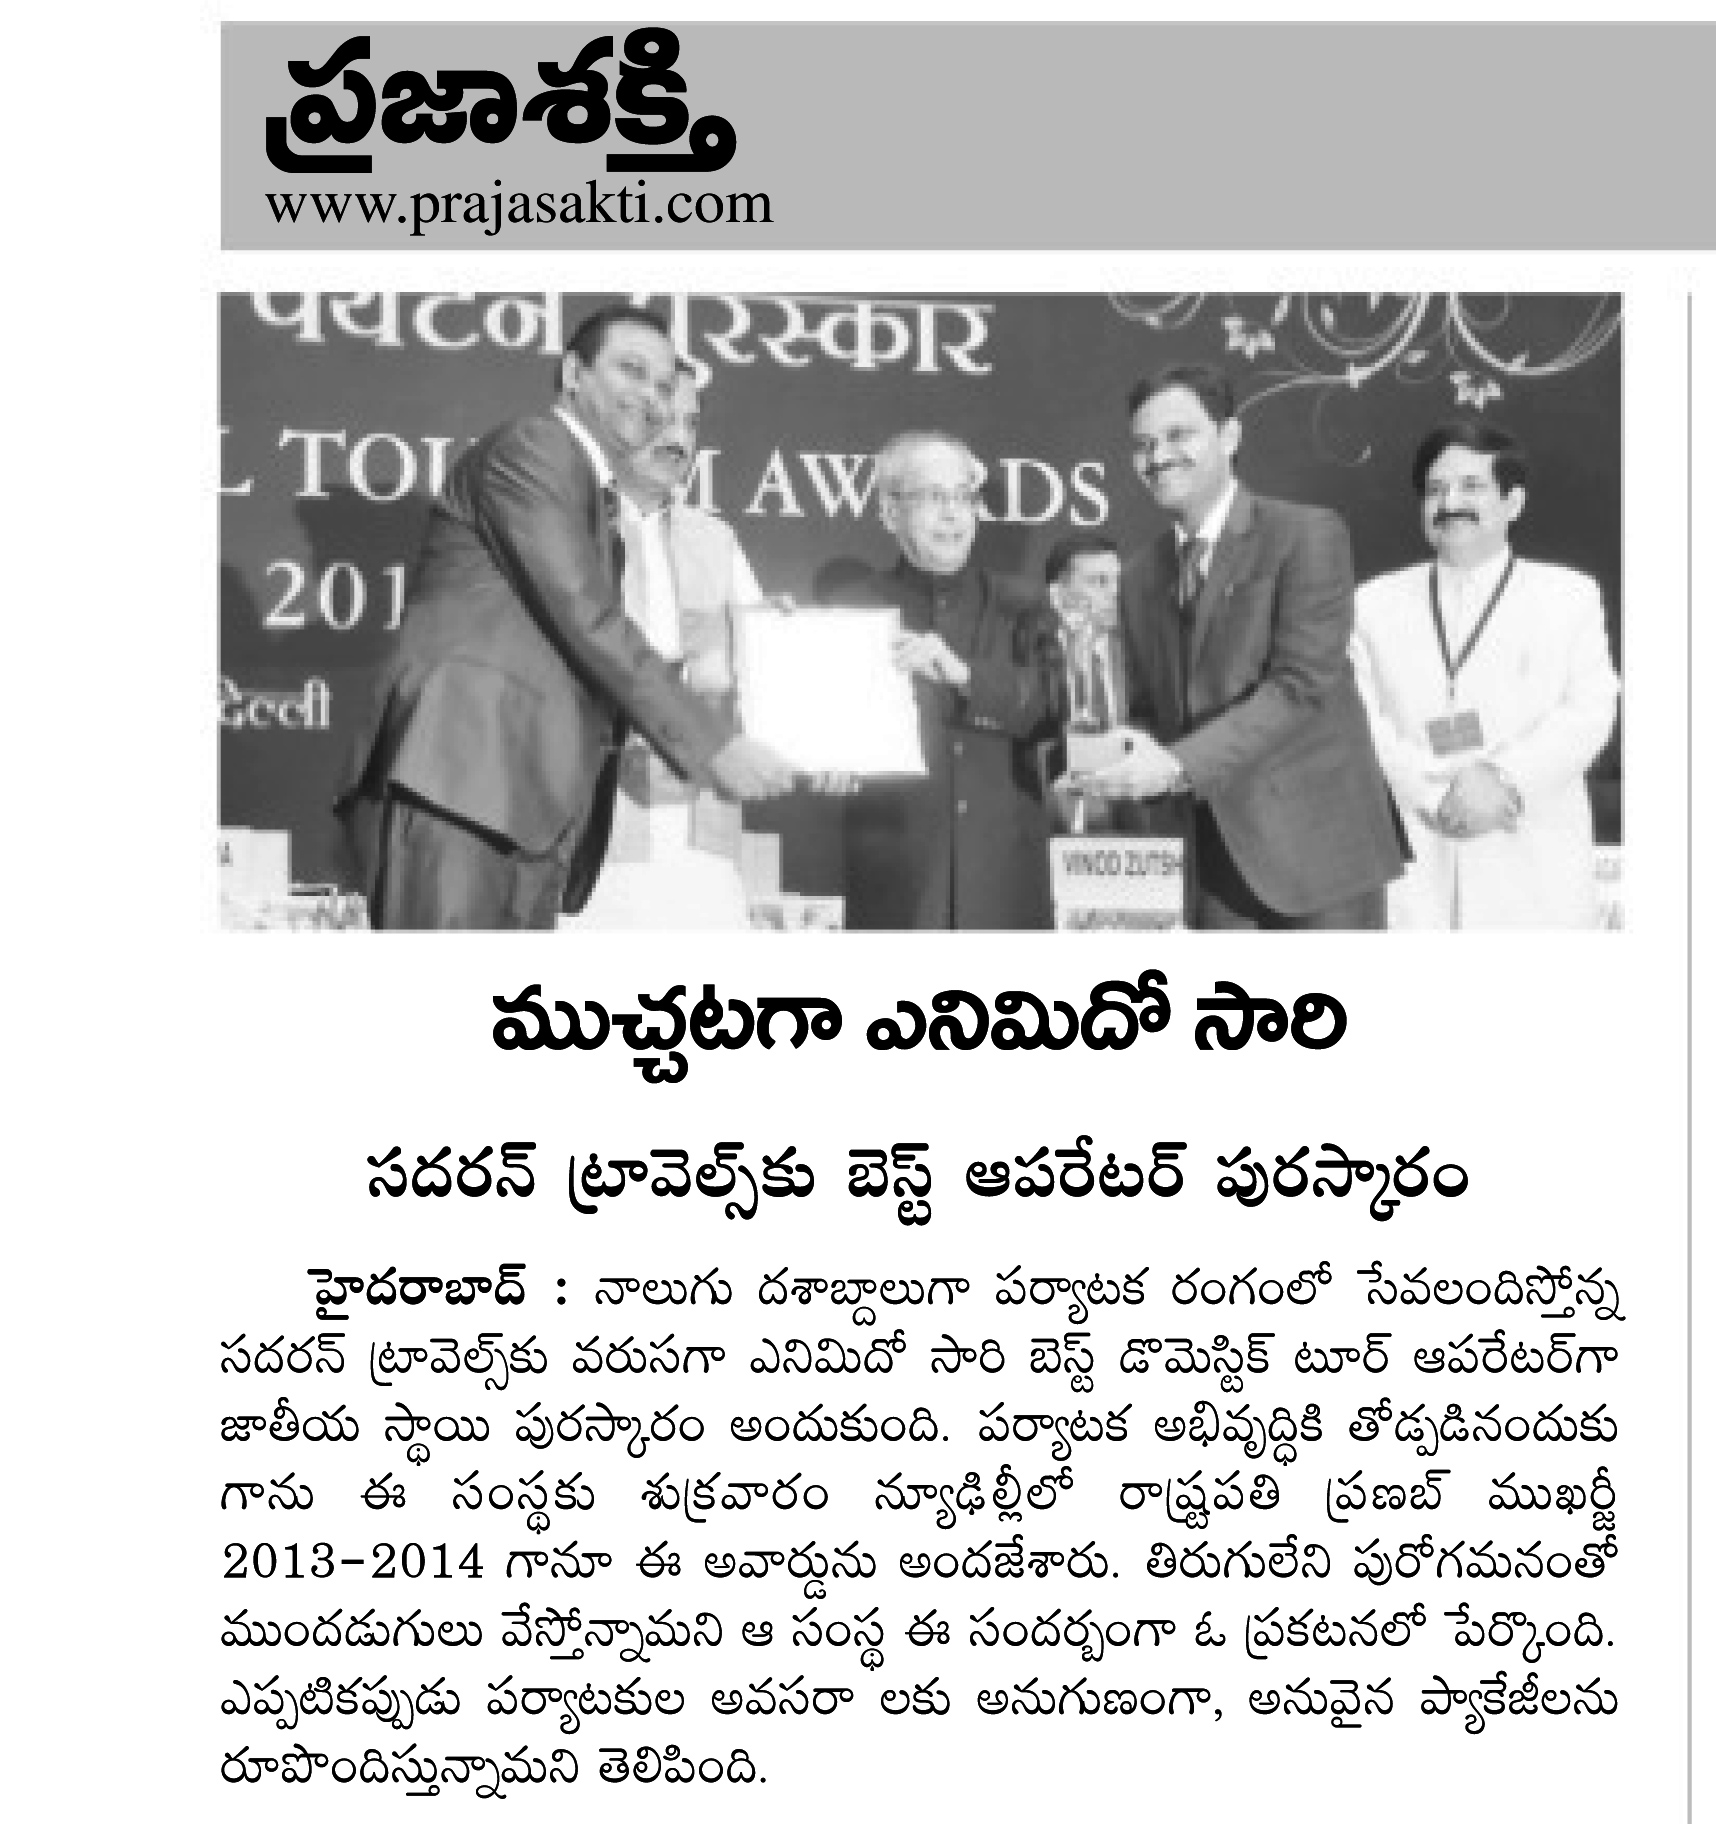 ప్రజాశక్తి
www.prajasakti.com
पर्यटन पुरस्कार
AWARDS
VINOD ZUTSHI
ముచ్చటగా ఎనిమిదో సారి
సదరన్ ట్రావెల్స్‌కు బెస్ట్ ఆపరేటర్ పురస్కారం
హైదరాబాద్ : నాలుగు దశాబ్దాలుగా పర్యాటక రంగంలో సేవలందిస్తోన్న
సదరన్ ట్రావెల్స్‌కు వరుసగా ఎనిమిదో సారి బెస్ట్ డొమెస్టిక్ టూర్ ఆపరేటర్‌గా
జాతీయ స్థాయి పురస్కారం అందుకుంది. పర్యాటక అభివృద్ధికి తోడ్పడినందుకు
గాను ఈ సంస్థకు శుక్రవారం న్యూఢిల్లీలో రాష్ట్రపతి ప్రణబ్ ముఖర్జీ
2013-2014 గానూ ఈ అవార్డును అందజేశారు. తిరుగులేని పురోగమనంతో
ముందడుగులు వేస్తోన్నామని ఆ సంస్థ ఈ సందర్బంగా ఓ ప్రకటనలో పేర్కొంది.
ఎప్పటికప్పుడు పర్యాటకుల అవసరా లకు అనుగుణంగా, అనువైన ప్యాకేజీలను
రూపొందిస్తున్నామని తెలిపింది.